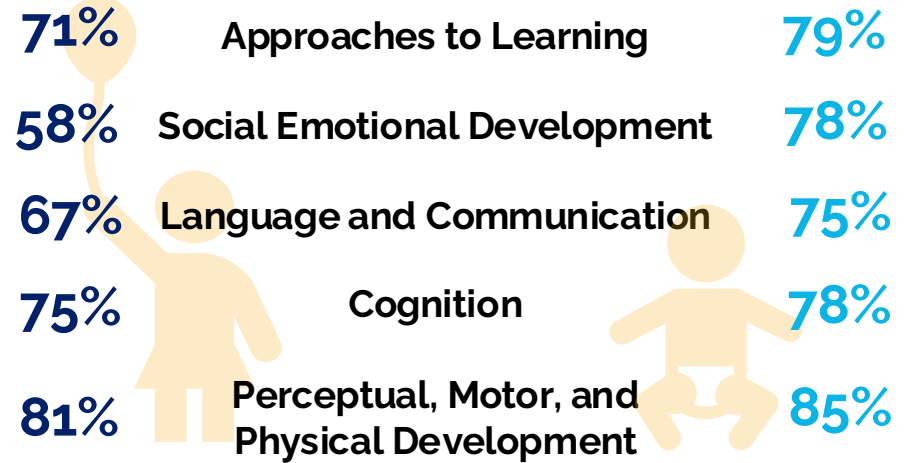 71% Approaches to Learning 79%
58% Social Emotional Development 78%
67% Language and Communication 75%
75% Cognition 78%
81% Perceptual, Motor, and 85%
Physical Development